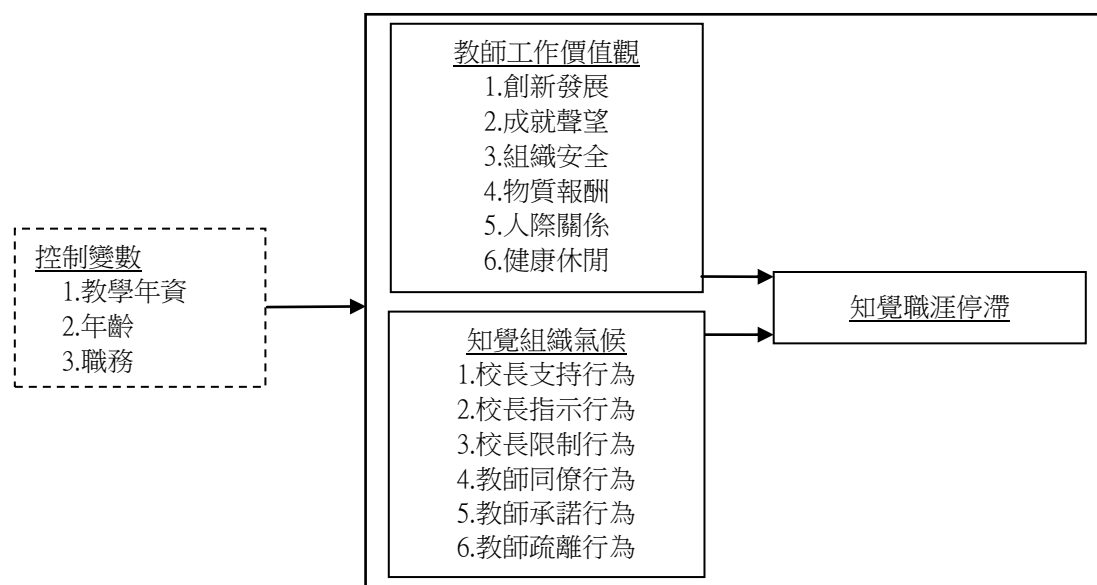 教師工作價值觀
1.創新發展
2.成就聲望
3.組織安全
4.物質報酬
5.人際關係
6.健康休閒
控制變數
1.教學年資
2.年齡
3.職務
知覺職涯停滯
知覺組織氣候
1.校長支持行為
2.校長指示行為
3.校長限制行為
4.教師同僚行為
5.教師承諾行為
6.教師疏離行為